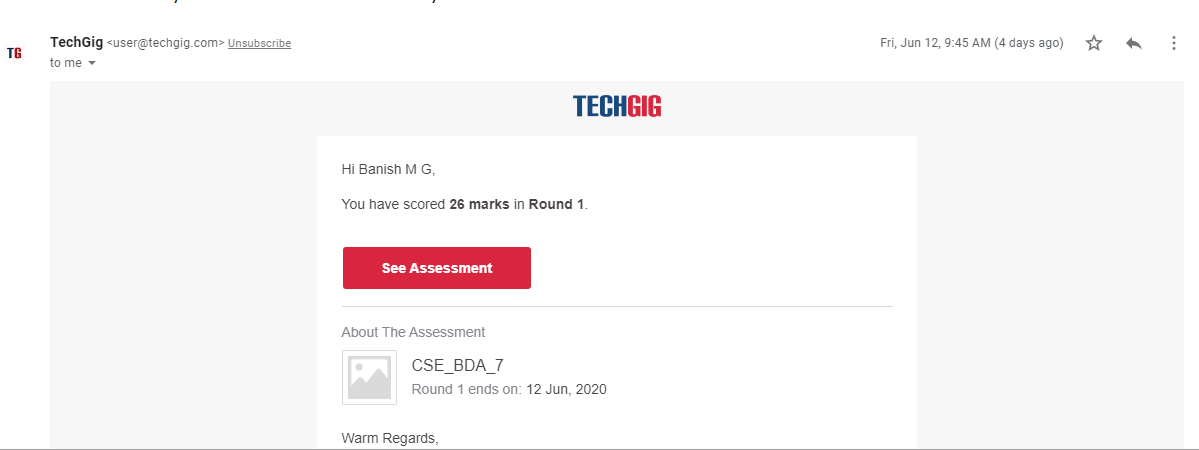 TG
TechGig <user@techgig.com> Unsubscribe
Fri, Jun 12, 9:45 AM (4 days ago)
to me
TECHGIG
Hi Banish M G,
You have scored 26 marks in Round 1.
See Assessment
About The Assessment
CSE_BDA_7
Round 1 ends on: 12 Jun, 2020
Warm Regards,